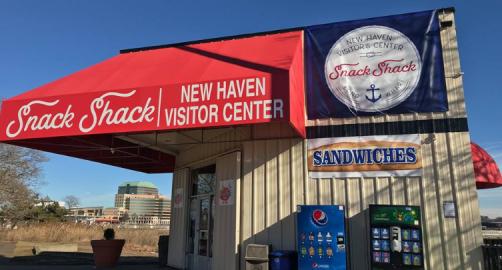 Snack Shack
NEW HAVEN
VISITOR CENTER
NEW HAVEN
VISITOR'S CENTER
Snack Shack
SANDWICHES